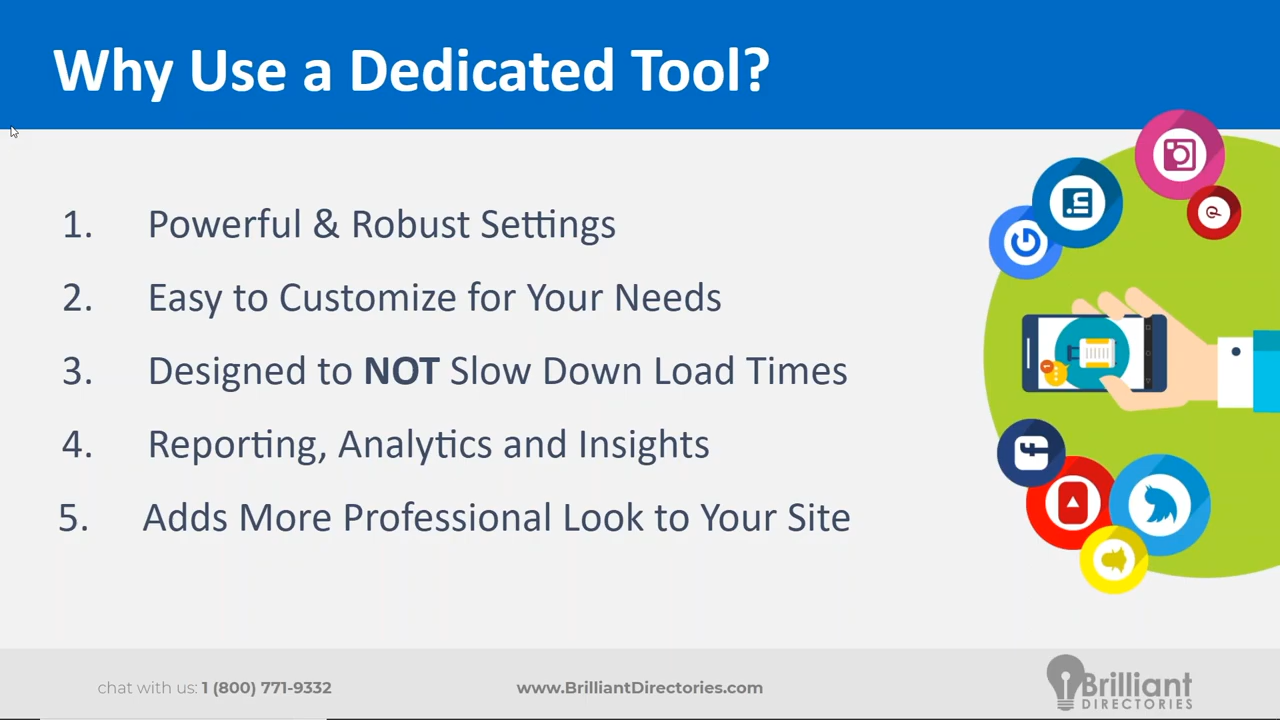 Why Use a Dedicated Tool?
1. Powerful & Robust Settings
2. Easy to Customize for Your Needs
3. Designed to NOT Slow Down Load Times
4. Reporting, Analytics and Insights
5. Adds More Professional Look to Your Site
chat with us: 1 (800) 771-9332
www.BrilliantDirectories.com
Brilliant
DIRECTORIES